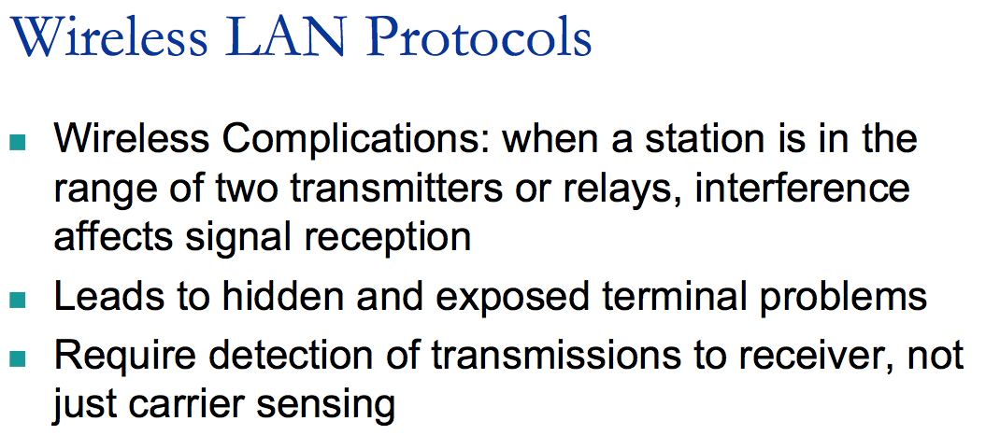 Wireless LAN Protocols
Wireless Complications: when a station is in the
range of two transmitters or relays, interference
affects signal reception
Leads to hidden and exposed terminal problems
Require detection of transmissions to receiver, not
just carrier sensing